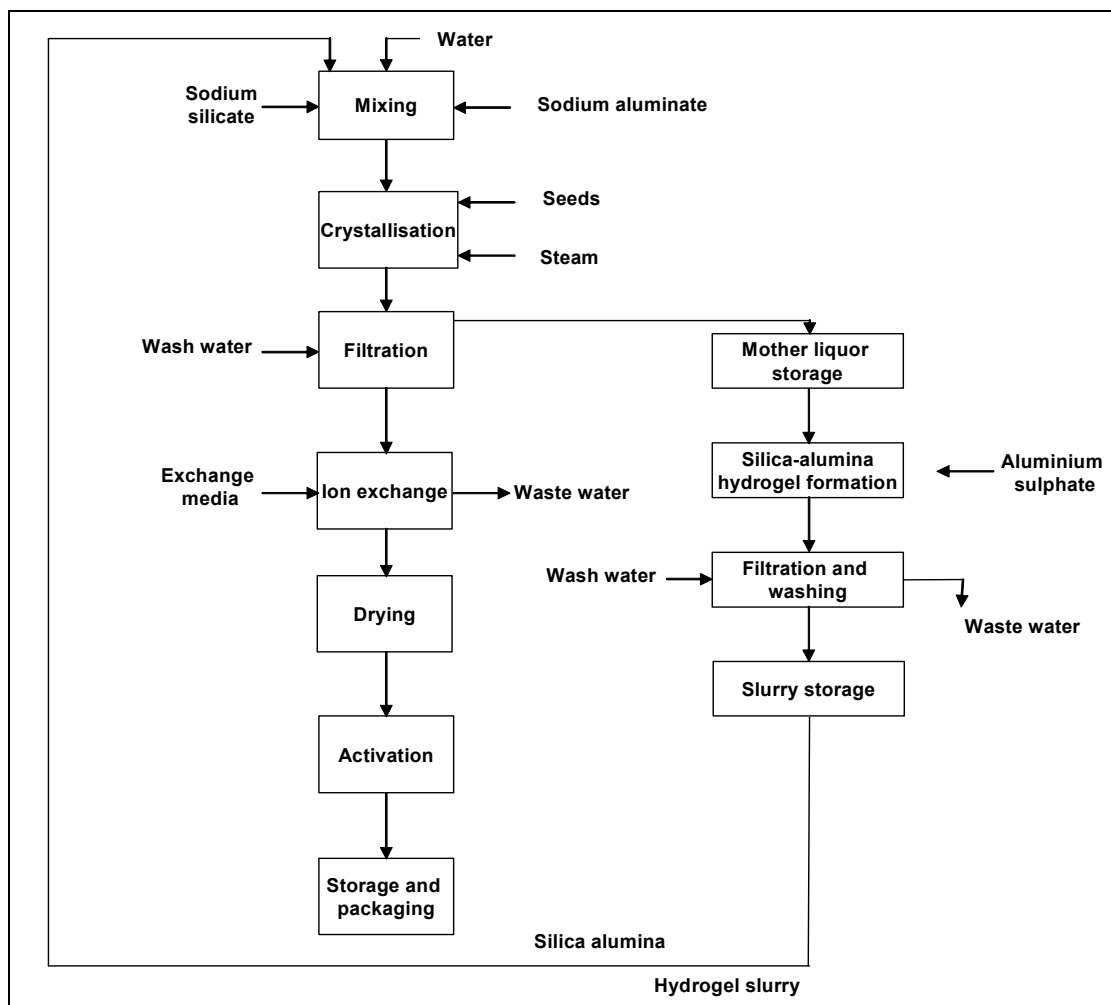 Water
Sodium
silicate
Mixing
Sodium aluminate
Seeds
Crystallisation
Steam
Wash water
Filtration
Mother liquor
storage
Exchange
media
Ion exchange
Waste water
Silica-alumina
hydrogel formation
Aluminium
sulphate
Wash water
Filtration and
washing
Waste water
Drying
Slurry storage
Activation
Storage and
packaging
Silica alumina
Hydrogel slurry